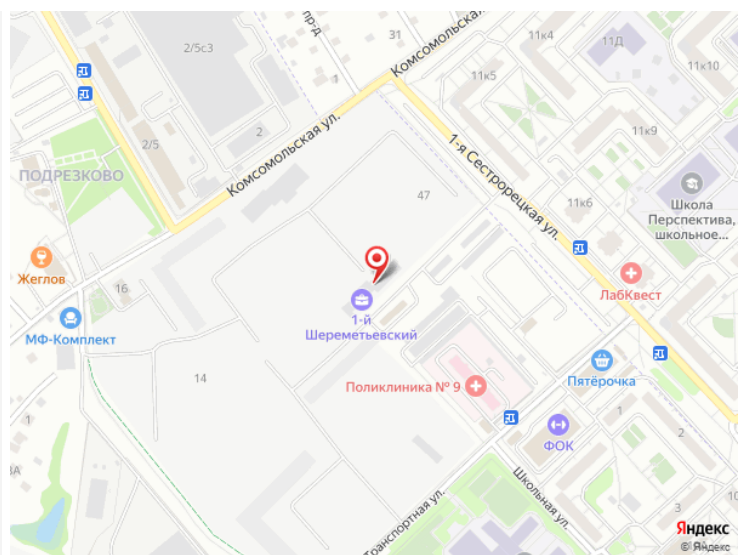 Комсомольская
11к4
11Д
31
пр-д
2/5с3
11к10
11к5
1
11к9
2
2/5
Комсомольская ул.
1-я Сестрорецкая ул.
ПОДРЕЗКОВО
47
11к6
Школа
Перспектива,
школьное...
Жеглов
16
ЛабКвест
1-й
Шереметьевский
МФ-Комплект
14
Поликлиника № 9
Пятёрочка
1
1
ФОК
2
3А
Школьная ул.
3
Транспортная ул.
Яндекс
© Яндекс